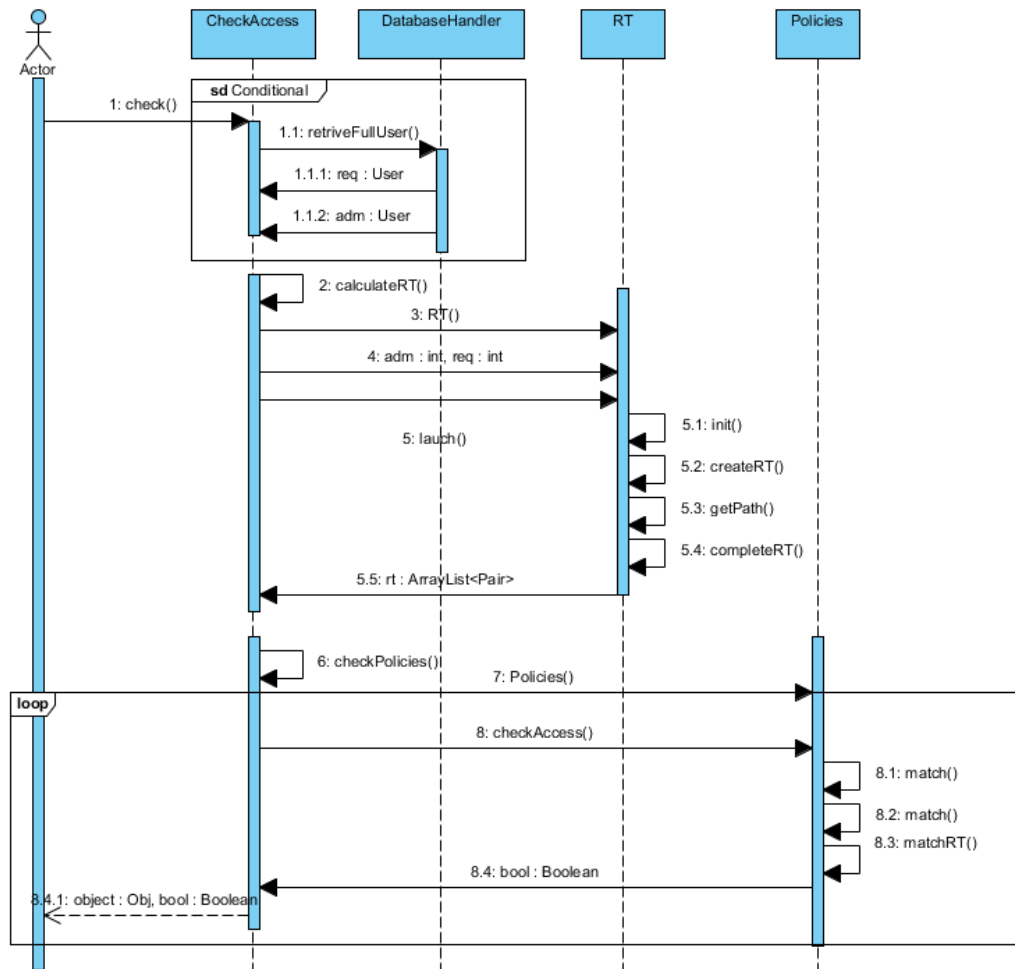 CheckAccess
DatabaseHandler
RT
Policies
Actor
sd Conditional
1: check()
1.1: retriveFullUser()
1.1.1: req : User
1.1.2: adm : User
2: calculateRT()
3: RT()
4: adm : int, req : int
5: lauch()
5.1: init()
5.2: createRT()
5.3: getPath()
5.4: completeRT()
5.5: rt : ArrayList<Pair>
6: checkPolicies()
7: Policies()
loop
8: checkAccess()
8.1: match()
8.2: match()
8.3: matchRT()
8.4: bool : Boolean
8.4.1: object : Obj, bool : Boolean